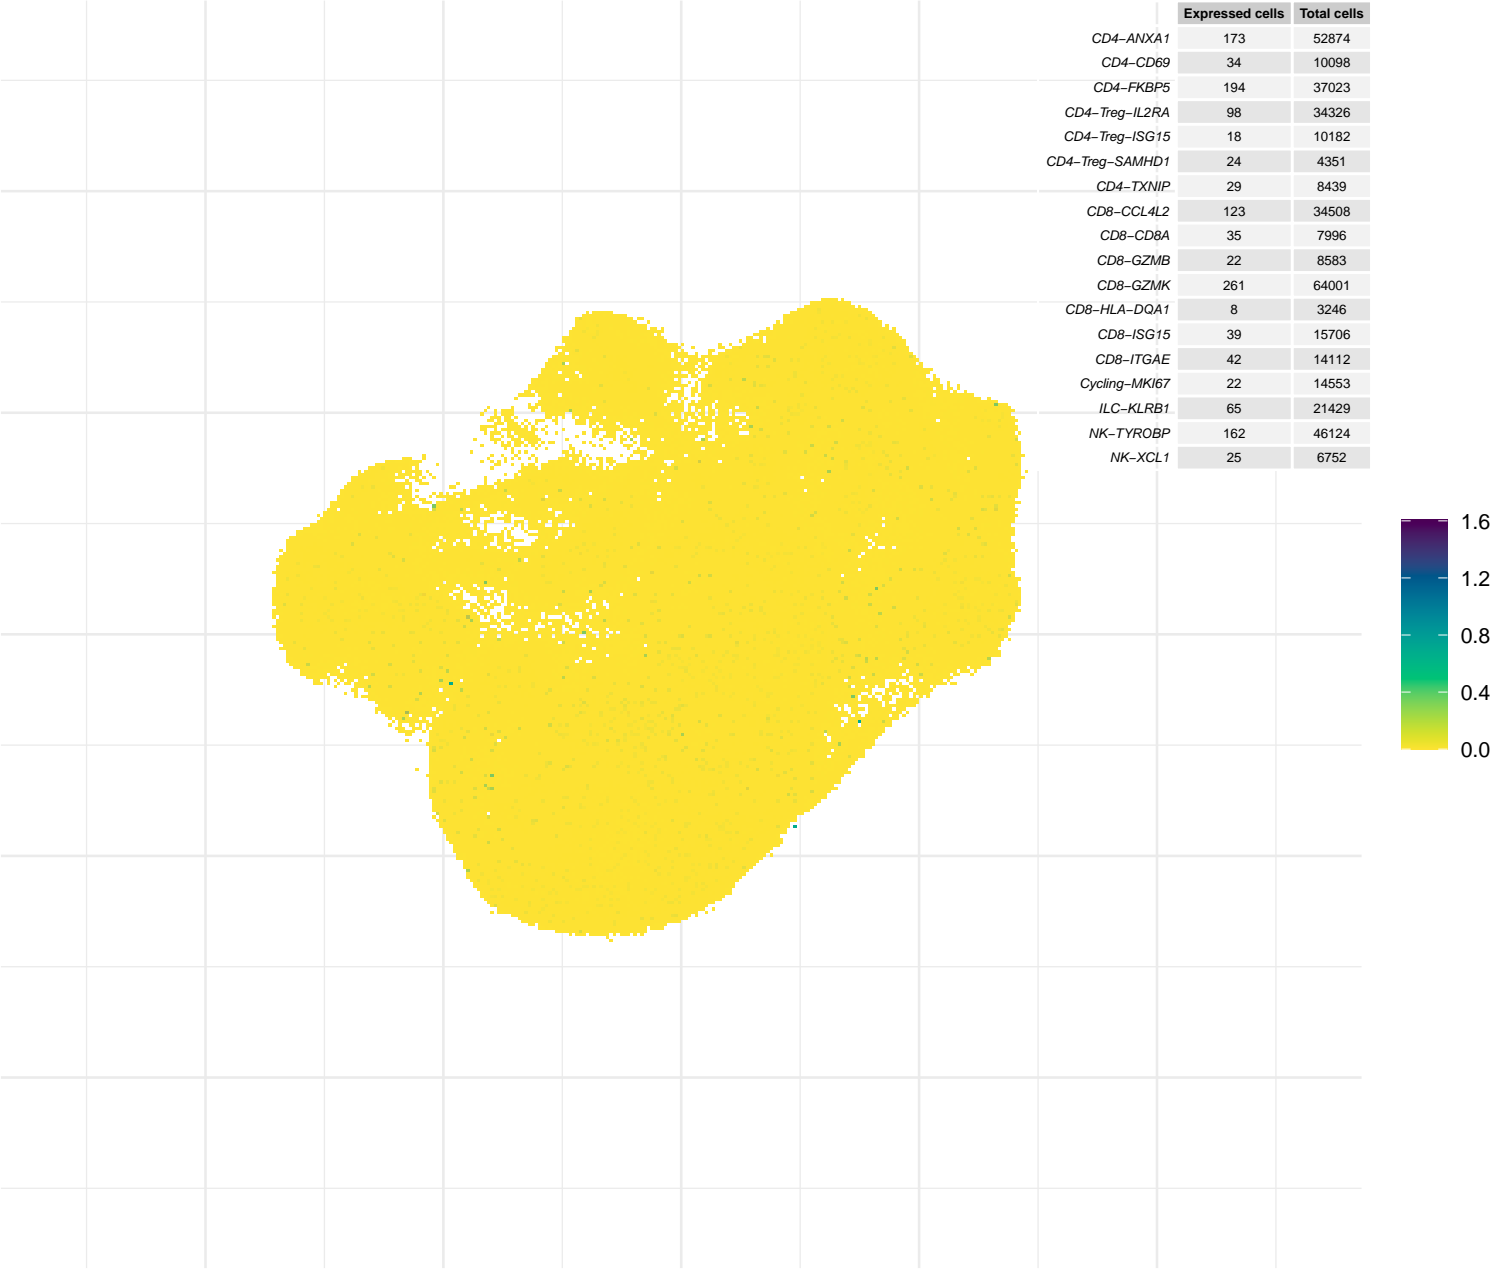 Expressed cells Total cells
CD4−ANXA1 173 52874
CD4−CD69 34 10098
CD4−FKBP5 194 37023
CD4−Treg−IL2RA 98 34326
CD4−Treg−ISG15 18 10182
CD4−Treg−SAMHD1 24 4351
CD4−TXNIP 29 8439
CD8−CCL4L2 123 34508
CD8−CD8A 35 7996
CD8−GZMB 22 8583
CD8−GZMK 261 64001
CD8−HLA−DQA1 8 3246
CD8−ISG15 39 15706
CD8−ITGAE 42 14112
Cycling−MKI67 22 14553
ILC−KLRB1 65 21429
NK−TYROBP 162 46124
NK−XCL1 25 6752
1.6
1.2
0.8
0.4
0.0